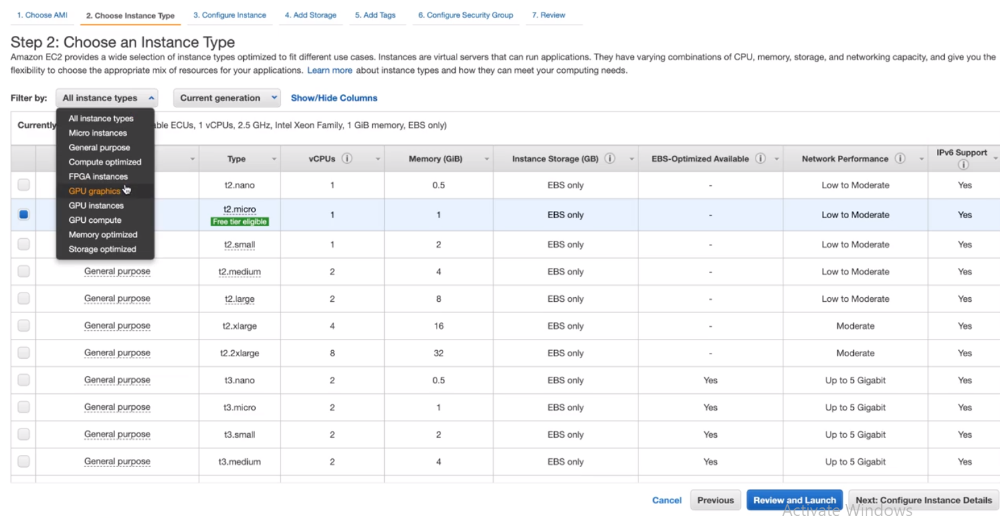 1. Choose AMI 2. Choose Instance Type 3. Configure Instance 4. Add Storage 5. Add Tags 6. Configure Security Group 7. Review
Step 2: Choose an Instance Type
Amazon EC2 provides a wide selection of instance types optimized to fit different use cases. Instances are virtual servers that can run applications. They have varying combinations of CPU, memory, storage, and networking capacity, and give you the
flexibility to choose the appropriate mix of resources for your applications. Learn more about instance types and how they can meet your computing needs.
Filter by: All instance types Current generation Show/Hide Columns
All instance types
Micro instances
General purpose
Compute optimized
FPGA instances
GPU graphics
GPU instances
GPU compute
Memory optimized
Storage optimized
Currently able ECUs, 1 vCPUs, 2.5 GHz, Intel Xeon Family, 1 GiB memory, EBS only)
Type vCPUs Memory (GiB) Instance Storage (GB) EBS-Optimized Available Network Performance IPv6 Support
t2.nano 1 0.5 EBS only - Low to Moderate Yes
t2.micro 1 1 EBS only - Low to Moderate Yes
Free tier eligible
t2.small 1 2 EBS only - Low to Moderate Yes
General purpose t2.medium 2 4 EBS only - Low to Moderate Yes
General purpose t2.large 2 8 EBS only - Low to Moderate Yes
General purpose t2.xlarge 4 16 EBS only - Moderate Yes
General purpose t2.2xlarge 8 32 EBS only - Moderate Yes
General purpose t3.nano 2 0.5 EBS only Yes Up to 5 Gigabit Yes
General purpose t3.micro 2 1 EBS only Yes Up to 5 Gigabit Yes
General purpose t3.small 2 2 EBS only Yes Up to 5 Gigabit Yes
General purpose t3.medium 2 4 EBS only Yes Up to 5 Gigabit Yes
Cancel Previous Review and Launch Next: Configure Instance Details
Activate Windows